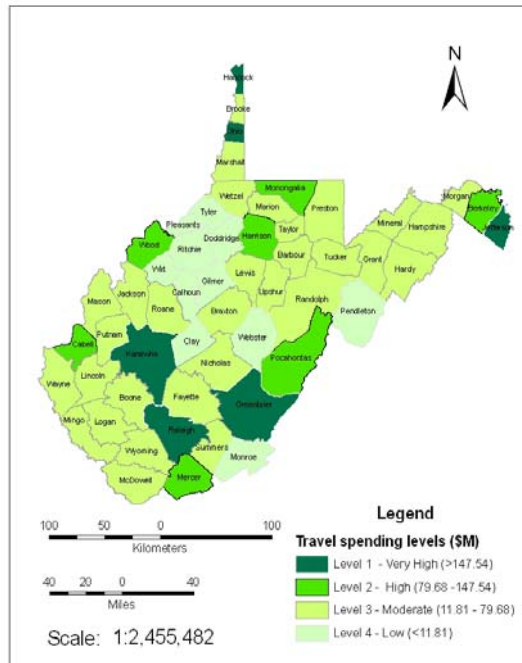 N
Hancock
Brooke
Ohio
Marshall
Wetzel
Monongalia
Marion
Preston
Morgan
Berkeley
Jefferson
Tyler
Pleasants
Doddridge
Harrison
Taylor
Mineral
Hampshire
Wood
Ritchie
Barbour
Tucker
Grant
Hardy
Wirt
Gilmer
Lewis
Upshur
Randolph
Mason
Jackson
Calhoun
Roane
Braxton
Pendleton
Putnam
Clay
Webster
Cabell
Kanawha
Nicholas
Pocahontas
Wayne
Lincoln
Boone
Fayette
Greenbrier
Mingo
Logan
Raleigh
Wyoming
Summers
Monroe
McDowell
Mercer
Legend
Travel spending levels ($M)
Level 1 - Very High (>147.54)
Level 2 - High (79.68 -147.54)
Level 3 - Moderate (11.81 - 79.68)
Level 4 - Low (<11.81)
100 50 0 100
Kilometers
40 20 0 40
Miles
Scale: 1:2,455,482